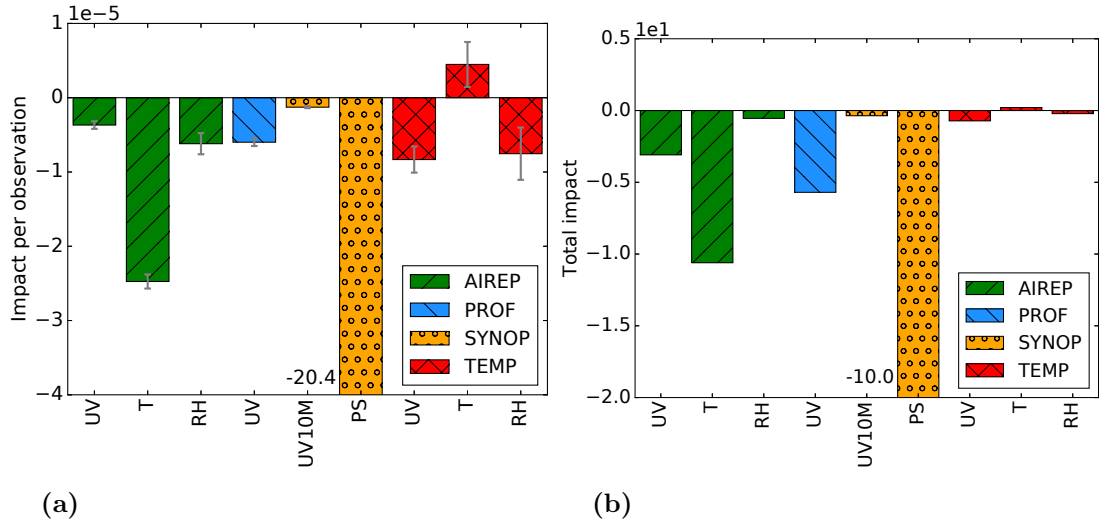 1e−5
1
0
−1
−2
−3
−4
Impact per observation
-20.4
UV
T
RH
UV
UV10M
PS
UV
T
RH
AIREP
PROF
SYNOP
TEMP
(a)
1e1
0.5
0.0
−0.5
−1.0
−1.5
−2.0
Total impact
-10.0
UV
T
RH
UV
UV10M
PS
UV
T
RH
AIREP
PROF
SYNOP
TEMP
(b)